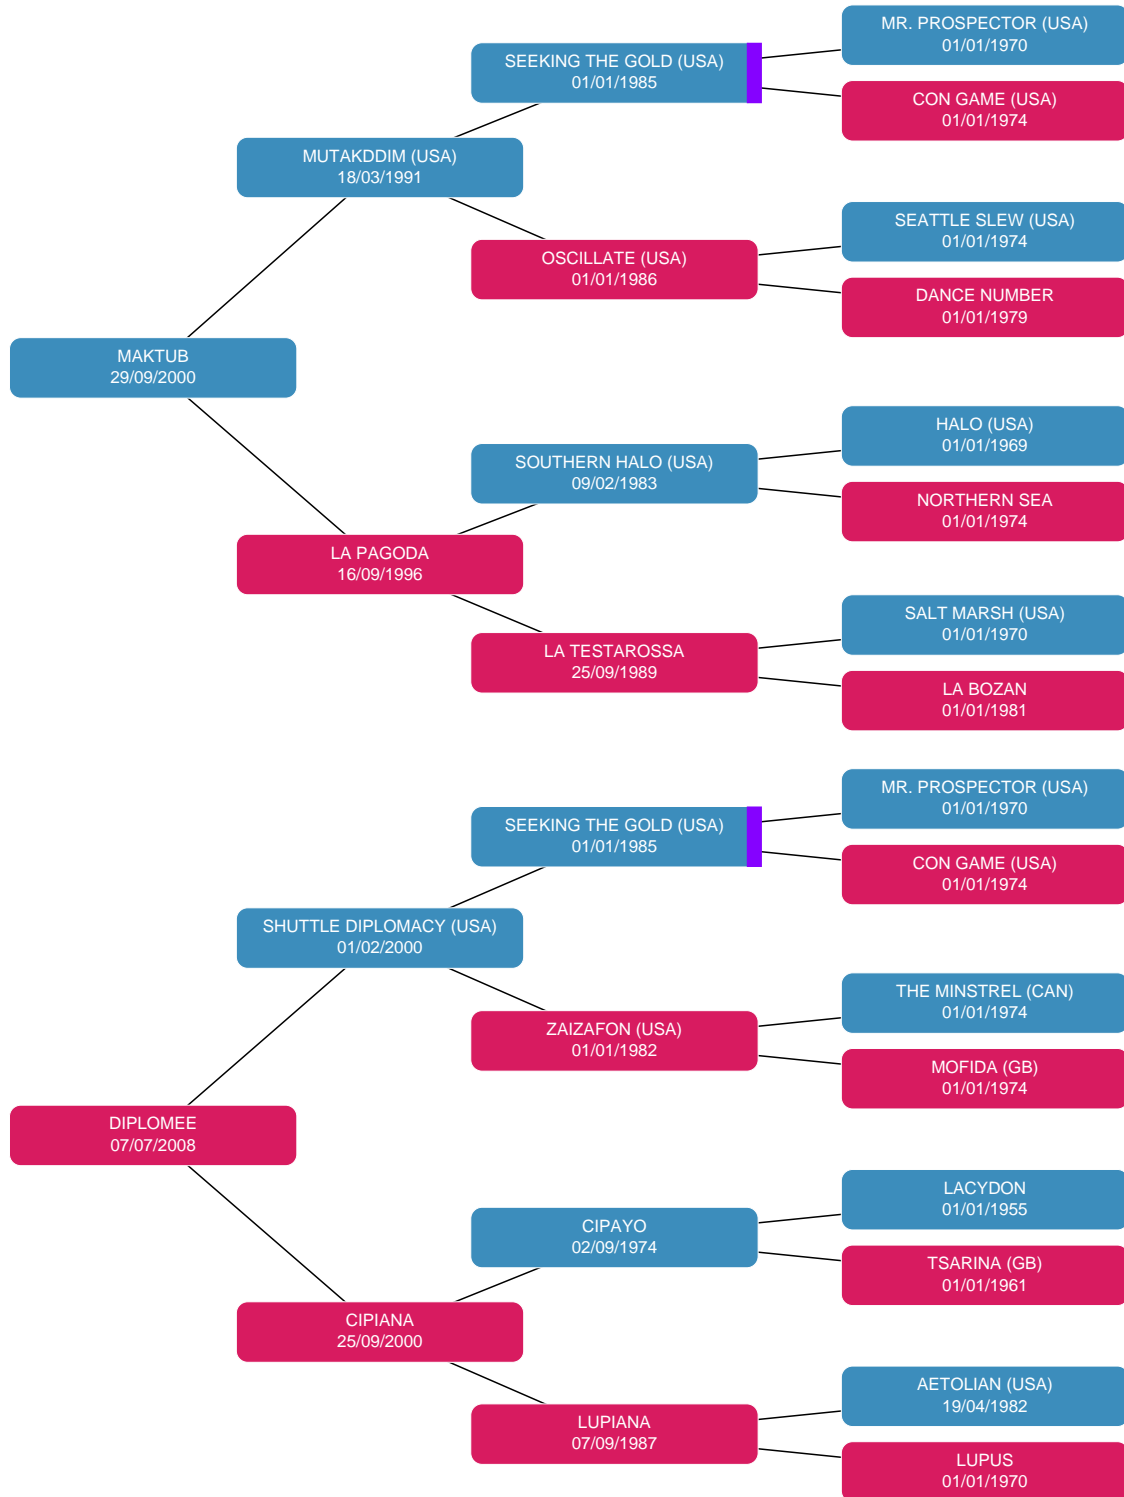 MR. PROSPECTOR (USA)
01/01/1970
SEEKING THE GOLD (USA)
01/01/1985
CON GAME (USA)
01/01/1974
MUTAKDDIM (USA)
18/03/1991
SEATTLE SLEW (USA)
01/01/1974
OSCILLATE (USA)
01/01/1986
DANCE NUMBER
01/01/1979
MAKTUB
29/09/2000
HALO (USA)
01/01/1969
SOUTHERN HALO (USA)
09/02/1983
NORTHERN SEA
01/01/1974
LA PAGODA
16/09/1996
SALT MARSH (USA)
01/01/1970
LA TESTAROSSA
25/09/1989
LA BOZAN
01/01/1981
MR. PROSPECTOR (USA)
01/01/1970
SEEKING THE GOLD (USA)
01/01/1985
CON GAME (USA)
01/01/1974
SHUTTLE DIPLOMACY (USA)
01/02/2000
THE MINSTREL (CAN)
01/01/1974
ZAIZAFON (USA)
01/01/1982
MOFIDA (GB)
01/01/1974
DIPLOMEE
07/07/2008
LACYDON
01/01/1955
CIPAYO
02/09/1974
TSARINA (GB)
01/01/1961
CIPIANA
25/09/2000
AETOLIAN (USA)
19/04/1982
LUPIANA
07/09/1987
LUPUS
01/01/1970